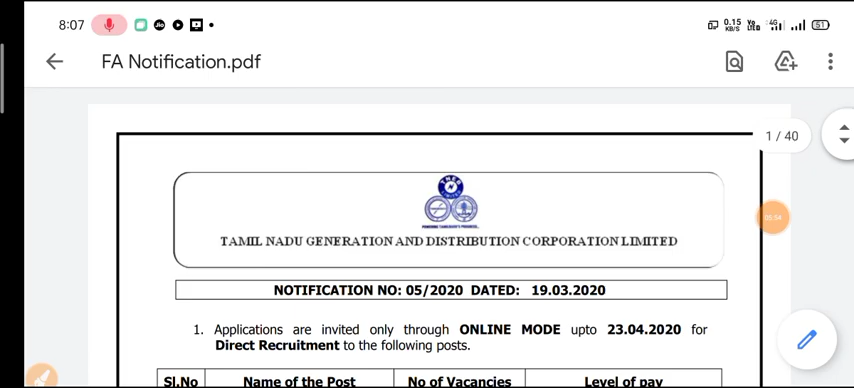 8:07
Jio
0.15 KB/S
4G
51
FA Notification.pdf
1 / 40
TAMIL NADU GENERATION AND DISTRIBUTION CORPORATION LIMITED
05:54
NOTIFICATION NO: 05/2020 DATED: 19.03.2020
1. Applications are invited only through ONLINE MODE upto 23.04.2020 for
Direct Recruitment to the following posts.
Sl.No Name of the Post No of Vacancies Level of pay